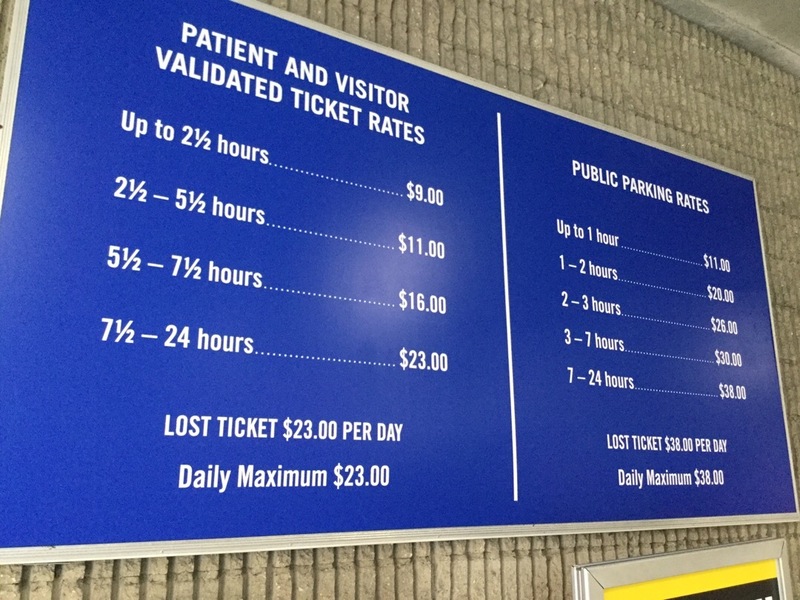 PATIENT AND VISITOR
VALIDATED TICKET RATES
Up to 2½ hours..............................$9.00
2½ – 5½ hours..............................$11.00
5½ – 7½ hours..............................$16.00
7½ – 24 hours..............................$23.00
LOST TICKET $23.00 PER DAY
Daily Maximum $23.00
PUBLIC PARKING RATES
Up to 1 hour....................$11.00
1 – 2 hours....................$20.00
2 – 3 hours....................$26.00
3 – 7 hours....................$30.00
7 – 24 hours....................$38.00
LOST TICKET $38.00 PER DAY
Daily Maximum $38.00